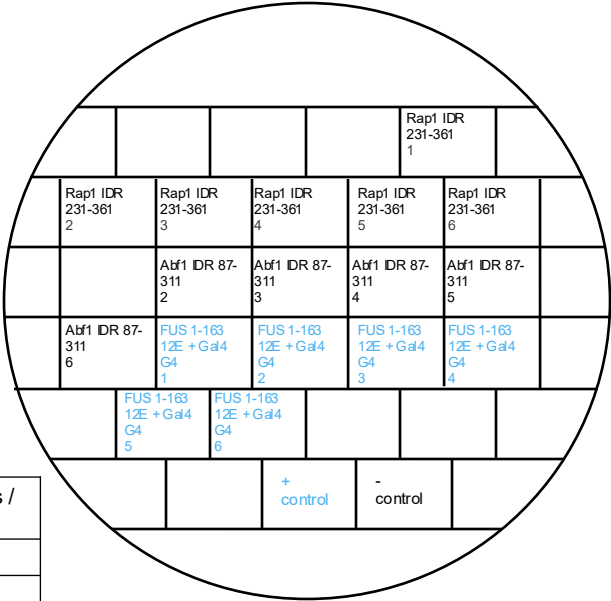 Rap1 IDR
231-361
1
Rap1 IDR
231-361
2
Rap1 IDR
231-361
3
Rap1 IDR
231-361
4
Rap1 IDR
231-361
5
Rap1 IDR
231-361
6
Abf1 IDR 87-
311
2
Abf1 IDR 87-
311
3
Abf1 IDR 87-
311
4
Abf1 IDR 87-
311
5
Abf1 IDR 87-
311
6
FUS 1-163
12E + Gal4
G4
1
FUS 1-163
12E + Gal4
G4
2
FUS 1-163
12E + Gal4
G4
3
FUS 1-163
12E + Gal4
G4
4
FUS 1-163
12E + Gal4
G4
5
FUS 1-163
12E + Gal4
G4
6
+
control
-
control
/